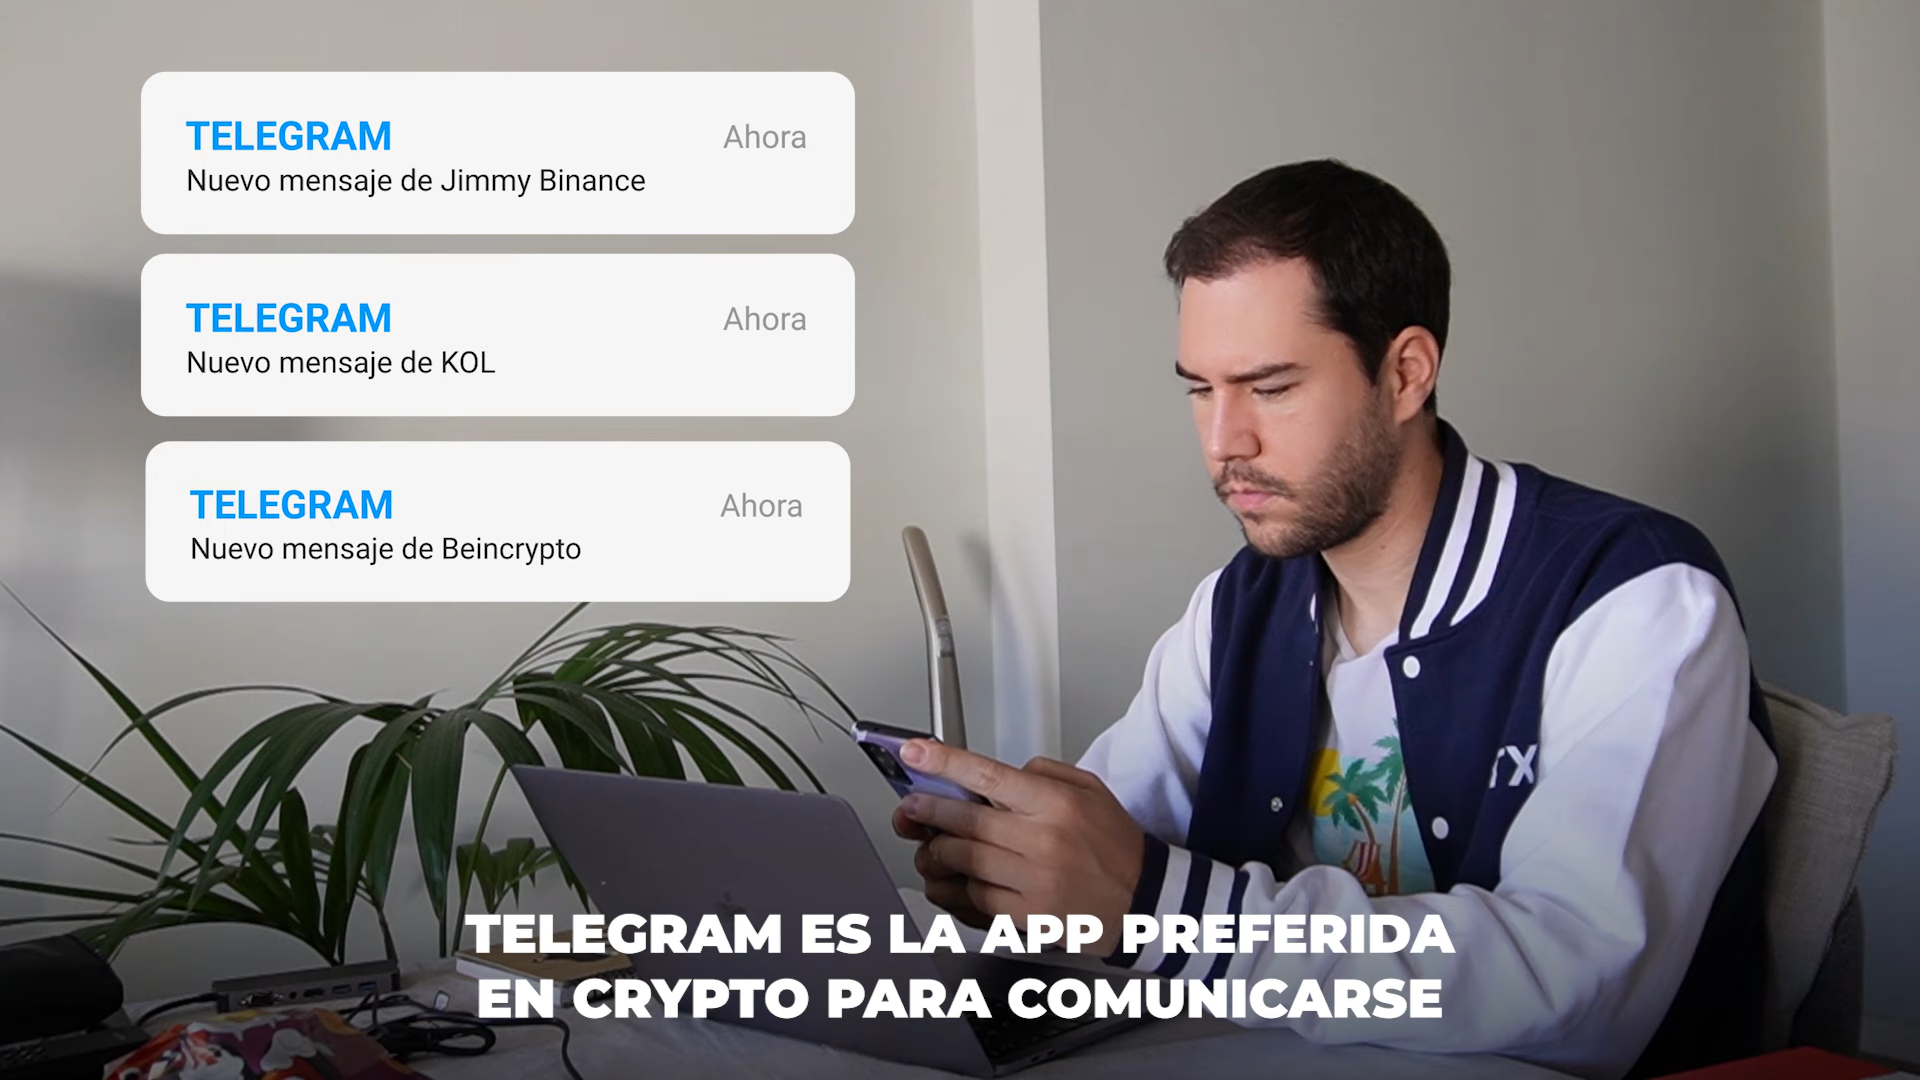 TELEGRAM
Ahora
Nuevo mensaje de Jimmy Binance
TELEGRAM
Ahora
Nuevo mensaje de KOL
TELEGRAM
Ahora
Nuevo mensaje de Beincrypto
TELEGRAM ES LA APP PREFERIDA
EN CRYPTO PARA COMUNICARSE